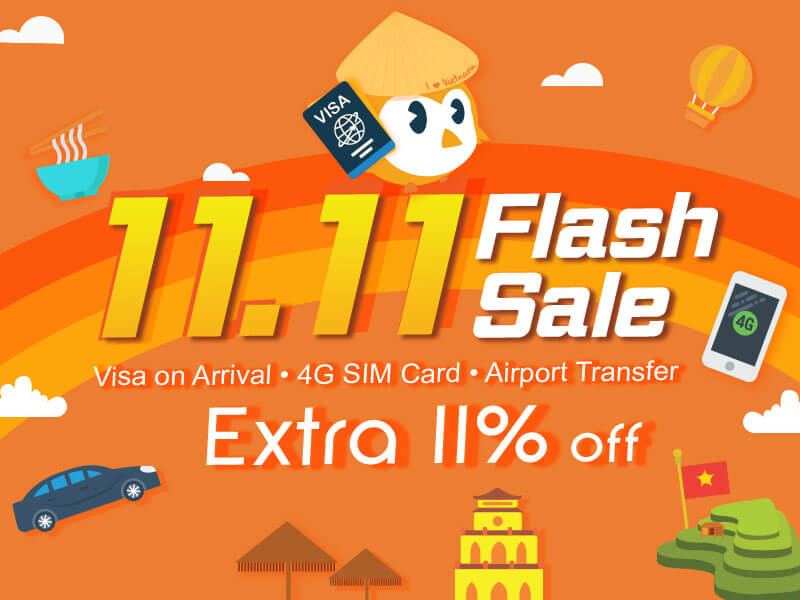 I ♥ Vietnam
VISA
11.11 Flash
Sale
4G
Visa on Arrival • 4G SIM Card • Airport Transfer
Extra 11% off